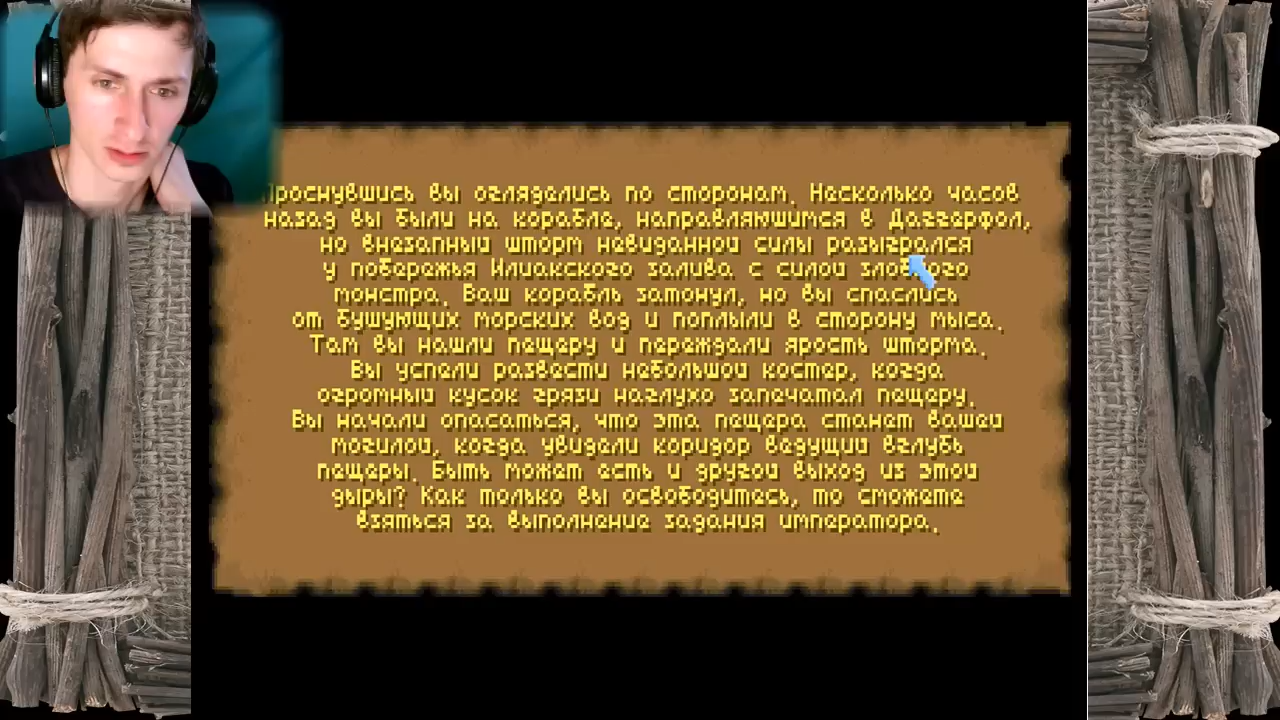 Проснувшись вы огляделись по сторонам. Несколько часов
назад вы были на корабле, направляющимся в Даггерфол,
но внезапный шторм невиданной силы разыгрался
у побережья Илиакского залива с силой злобного
монстра. Ваш корабль затонул, но вы спаслись
от бушующих морских вод и поплыли в сторону мыса.
Там вы нашли пещеру и переждали ярость шторма.
Вы успели развести небольшой костер, когда
огромный кусок грязи наглухо запечатал пещеру.
Вы начали опасаться, что эта пещера станет вашей
могилой, когда увидели коридор ведущий вглубь
пещеры. Быть может есть и другой выход из этой
дыры? Как только вы освободитесь, то сможете
взяться за выполнение задания императора.